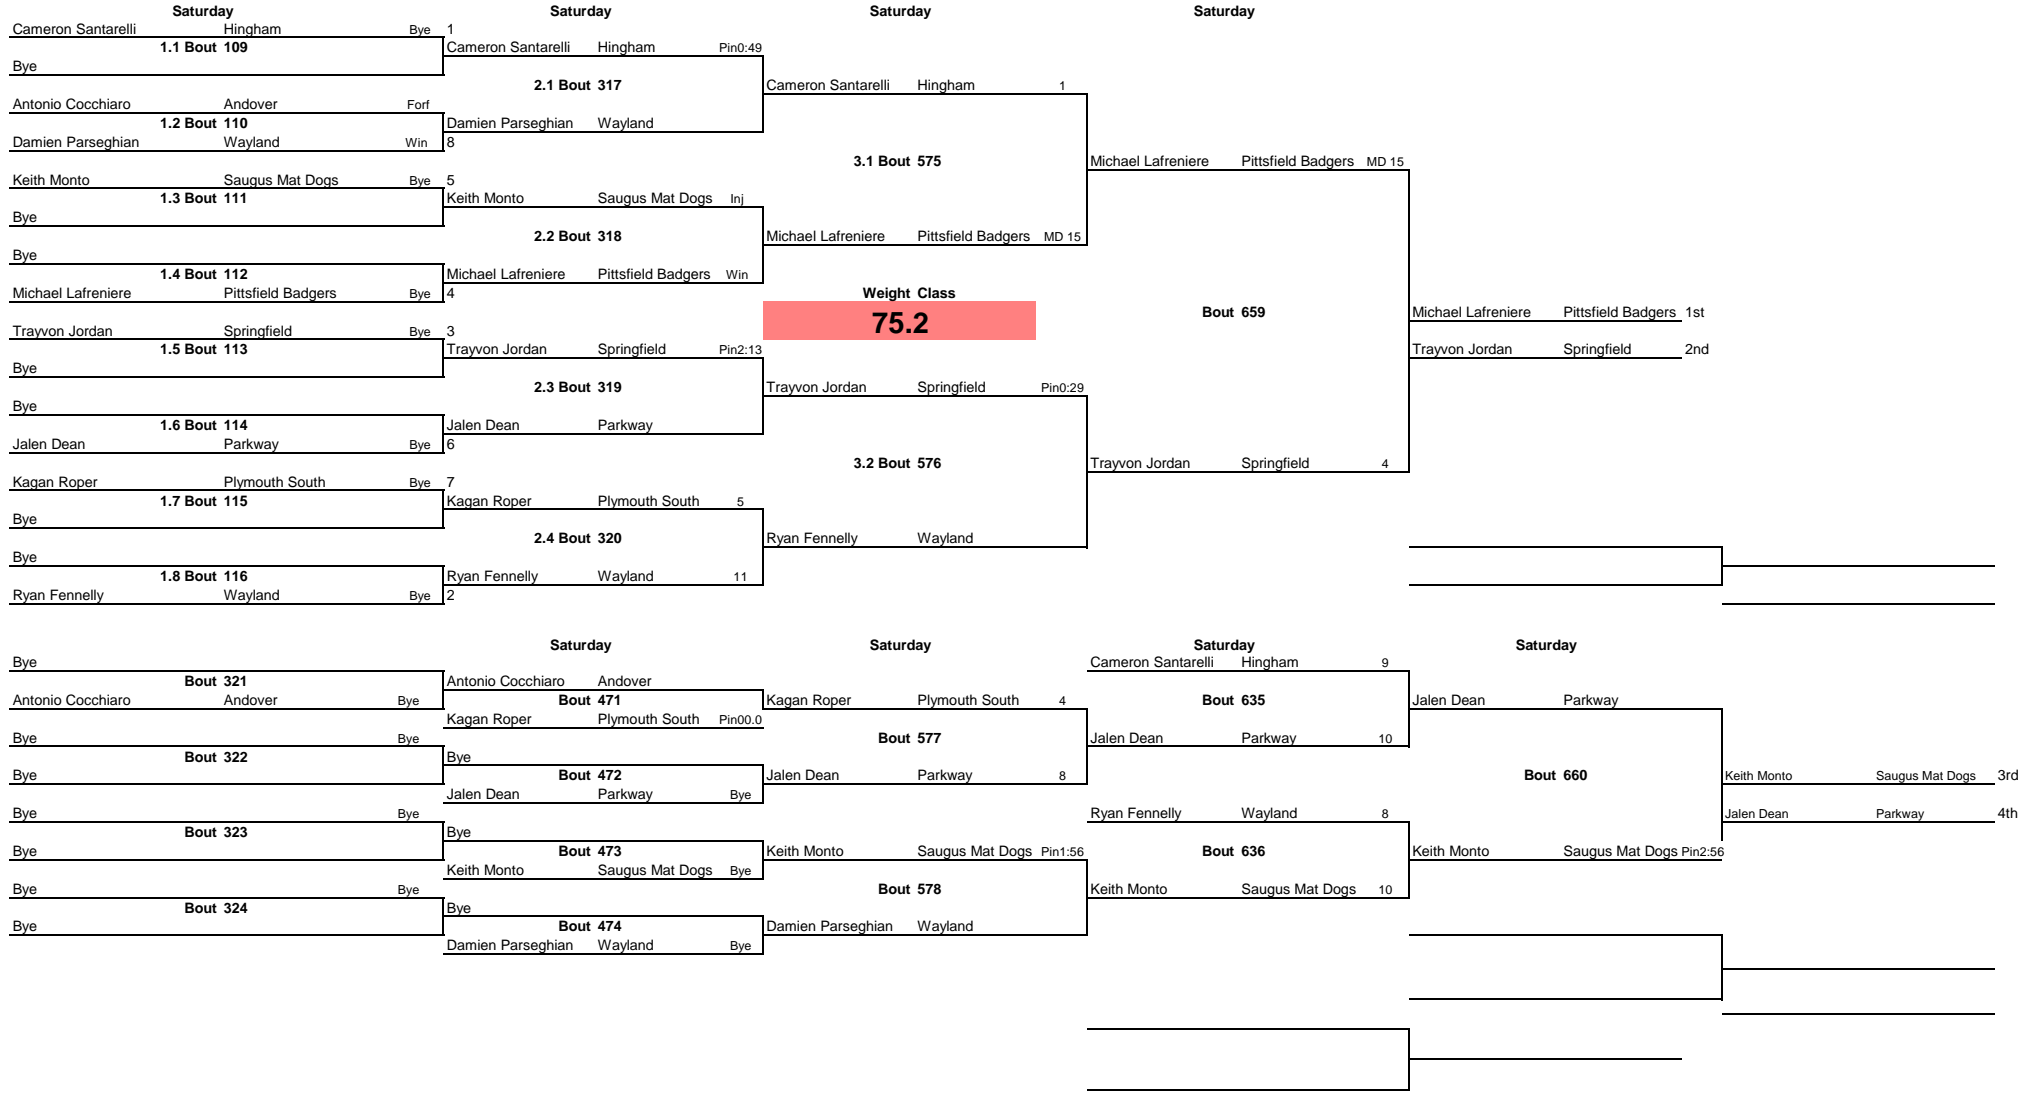 Saturday Saturday Saturday Saturday
Cameron Santarelli Hingham Bye 1
1.1 Bout 109 Cameron Santarelli Hingham Pin0:49
Bye
2.1 Bout 317 Cameron Santarelli Hingham 1
Antonio Cocchiaro Andover Forf
1.2 Bout 110 Damien Parseghian Wayland
Damien Parseghian Wayland Win 8
3.1 Bout 575 Michael Lafreniere Pittsfield Badgers MD 15
Keith Monto Saugus Mat Dogs Bye 5
1.3 Bout 111 Keith Monto Saugus Mat Dogs Inj
Bye
2.2 Bout 318 Michael Lafreniere Pittsfield Badgers MD 15
Bye
1.4 Bout 112 Michael Lafreniere Pittsfield Badgers Win
Michael Lafreniere Pittsfield Badgers Bye 4 Weight Class
Bout 659 Michael Lafreniere Pittsfield Badgers 1st
75.2
Trayvon Jordan Springfield Bye 3
1.5 Bout 113 Trayvon Jordan Springfield Pin2:13 Trayvon Jordan Springfield 2nd
Bye
2.3 Bout 319 Trayvon Jordan Springfield Pin0:29
Bye
1.6 Bout 114 Jalen Dean Parkway
Jalen Dean Parkway Bye 6
3.2 Bout 576 Trayvon Jordan Springfield 4
Kagan Roper Plymouth South Bye 7
1.7 Bout 115 Kagan Roper Plymouth South 5
Bye
2.4 Bout 320 Ryan Fennelly Wayland
Bye
1.8 Bout 116 Ryan Fennelly Wayland 11
Ryan Fennelly Wayland Bye 2
Saturday Saturday Saturday Saturday
Bye Cameron Santarelli Hingham 9
Bout 321 Antonio Cocchiaro Andover
Antonio Cocchiaro Andover Bye Bout 471 Kagan Roper Plymouth South 4 Bout 635 Jalen Dean Parkway
Kagan Roper Plymouth South Pin00.0
Bye Bye Bout 577 Jalen Dean Parkway 10
Bout 322 Bye
Bye Bout 472 Jalen Dean Parkway 8 Bout 660 Keith Monto Saugus Mat Dogs 3rd
Jalen Dean Parkway Bye
Bye Bye Ryan Fennelly Wayland 8 Jalen Dean Parkway 4th
Bout 323 Bye
Bye Bout 473 Keith Monto Saugus Mat Dogs Pin1:56 Bout 636 Keith Monto Saugus Mat Dogs Pin2:56
Keith Monto Saugus Mat Dogs Bye
Bye Bye Bout 578 Keith Monto Saugus Mat Dogs 10
Bout 324 Bye
Bye Bout 474 Damien Parseghian Wayland
Damien Parseghian Wayland Bye